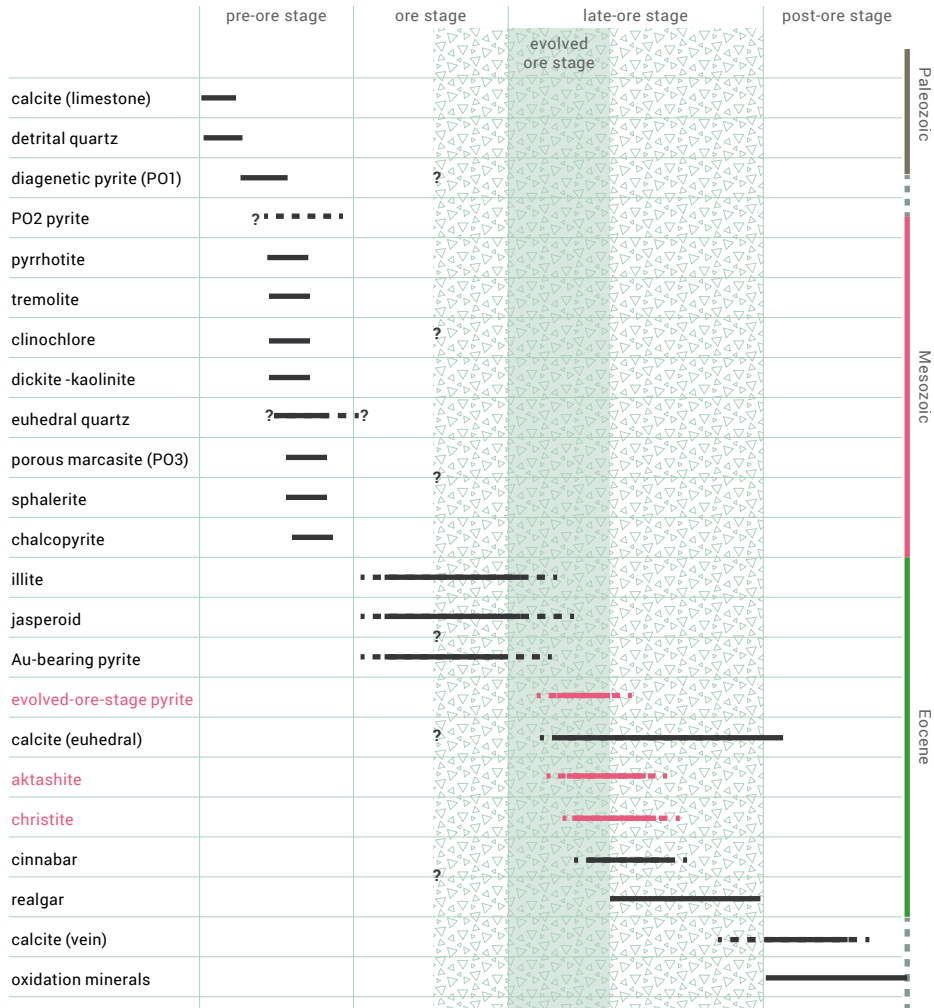 pre-ore stage
ore stage
late-ore stage
post-ore stage
evolved
ore stage
Paleozoic
calcite (limestone)
detrital quartz
diagenetic pyrite (PO1)
?
PO2 pyrite
?
pyrrhotite
tremolite
clinochlore
?
dickite -kaolinite
Mesozoic
euhedral quartz
?
?
porous marcasite (PO3)
?
sphalerite
chalcopyrite
illite
jasperoid
?
Au-bearing pyrite
evolved-ore-stage pyrite
calcite (euhedral)
?
Eocene
aktashite
christite
cinnabar
?
realgar
calcite (vein)
oxidation minerals